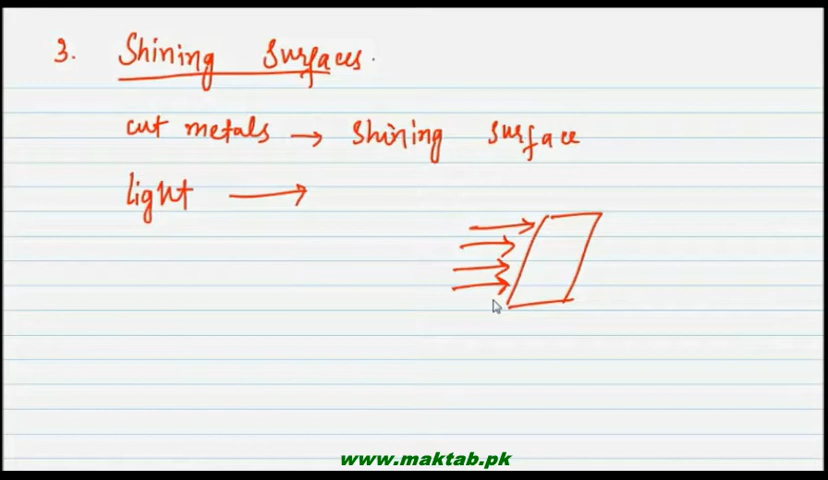 3. Shining Surfaces.
cut metals → Shining surface
light →
www.maktab.pk